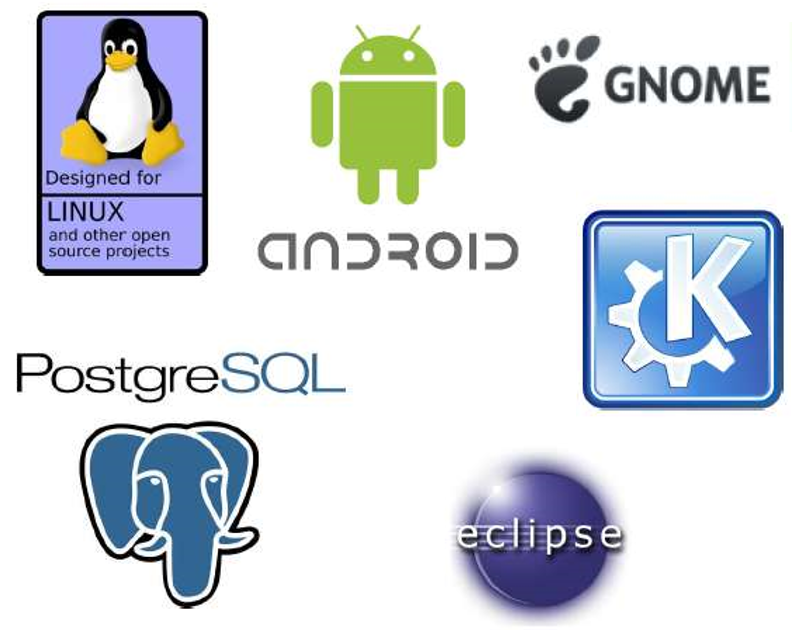 Designed for
LINUX
and other open
source projects
ANDROID
GNOME
K
PostgreSQL
eclipse